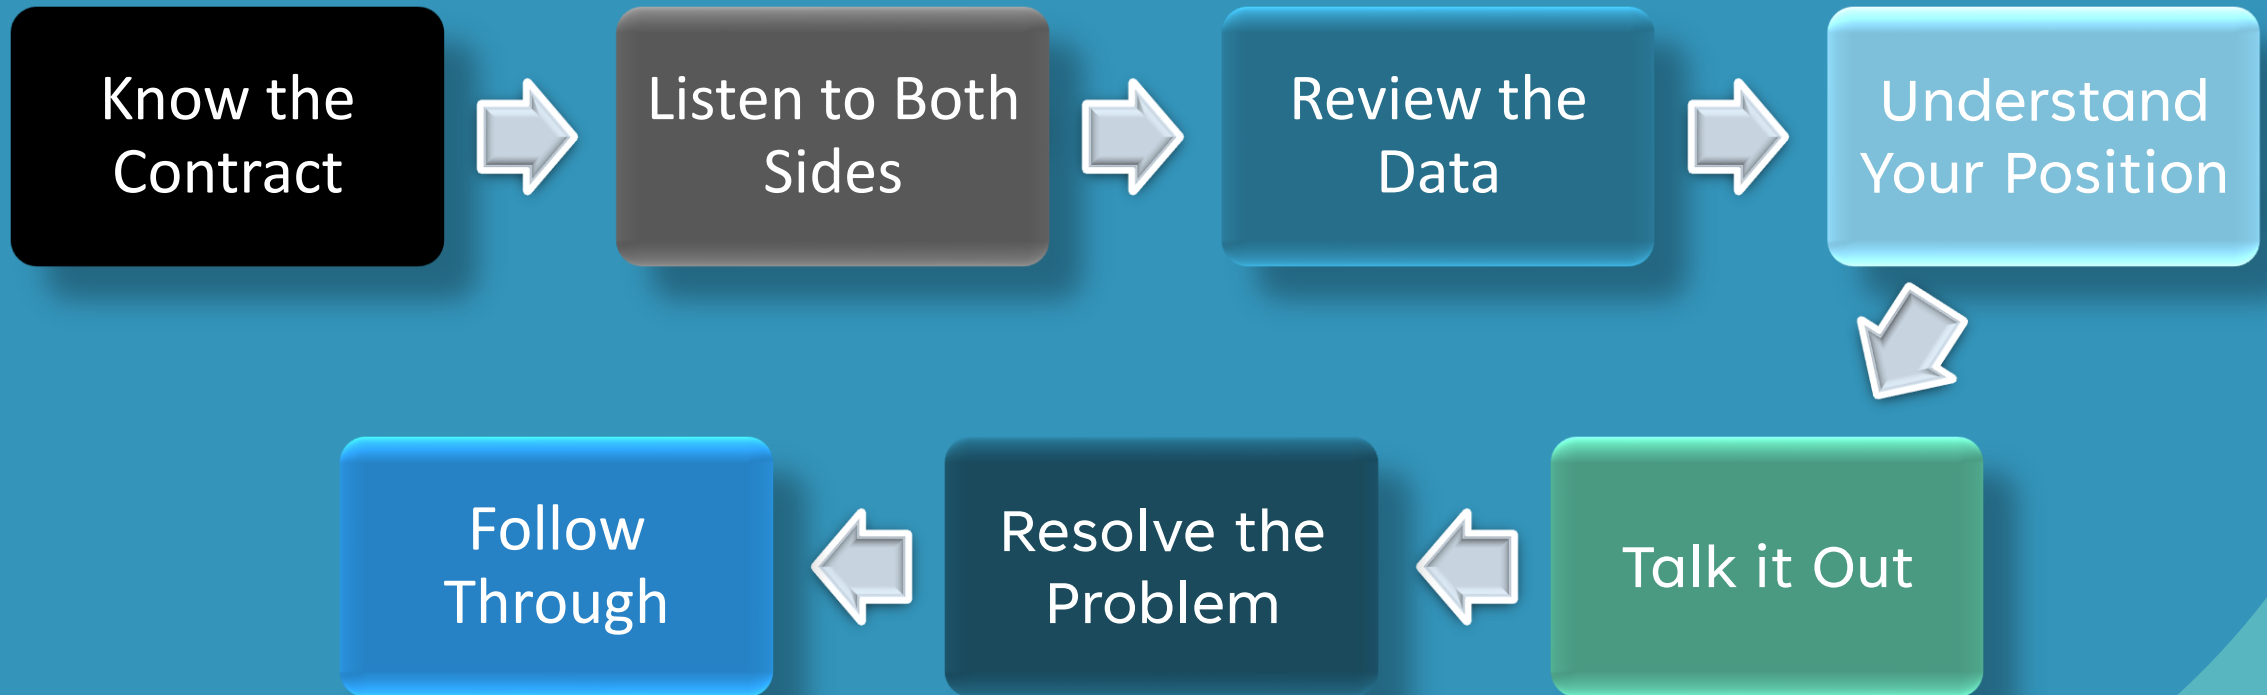 Know the
Contract
Listen to Both
Sides
Review the
Data
Understand
Your Position
Talk it Out
Resolve the
Problem
Follow
Through